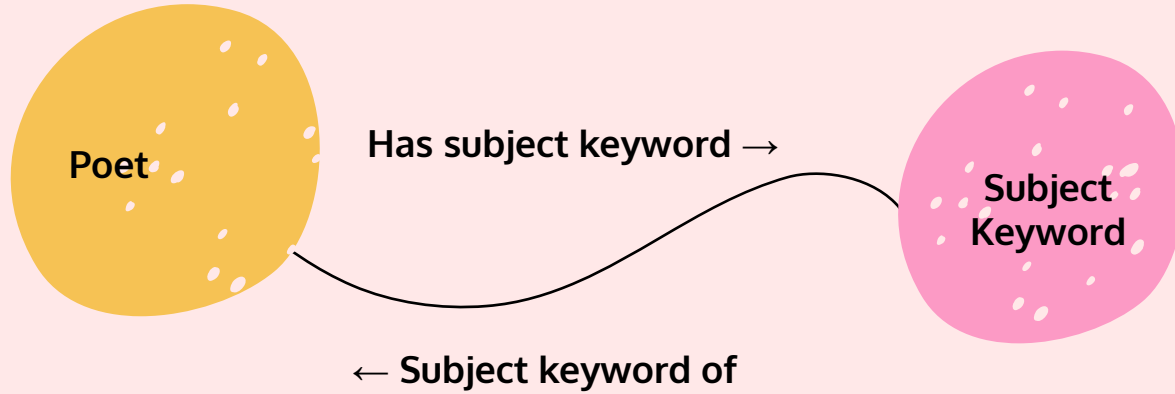 Poet
Has subject keyword →
Subject
Keyword
← Subject keyword of